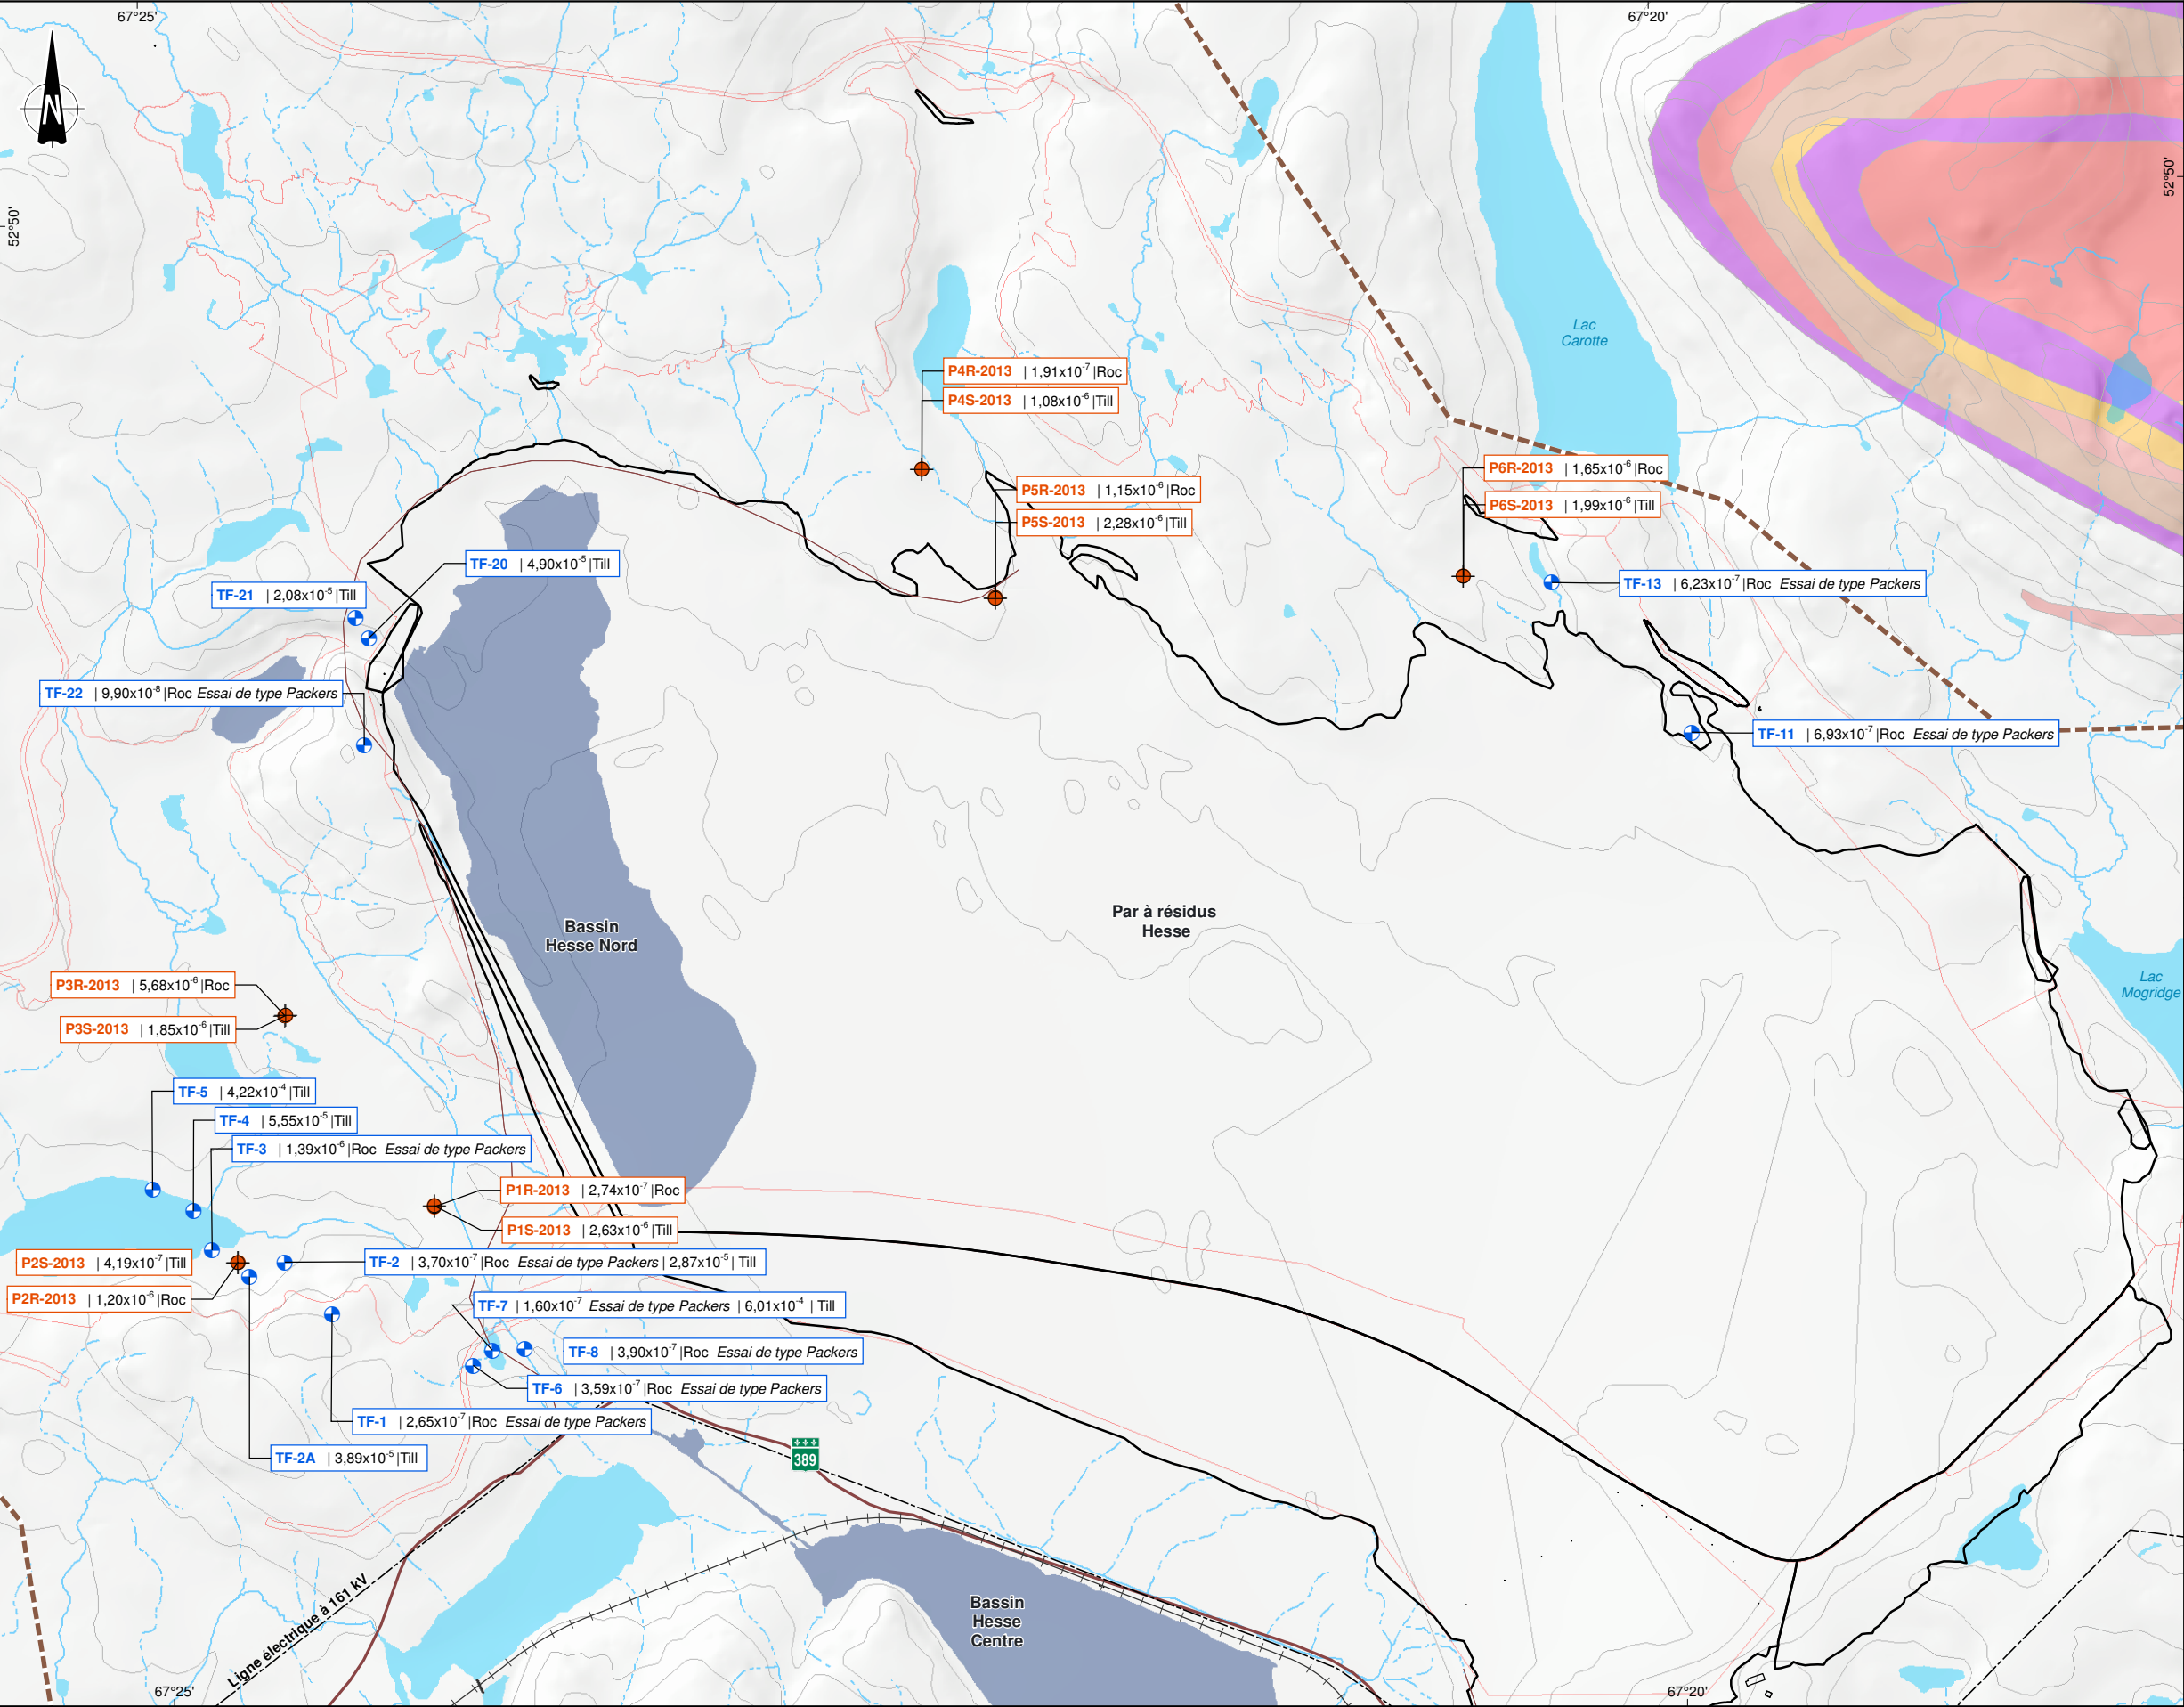 67°25'
67°20'
52°50'
52°50'
N
Lac
Carotte
P4R-2013 | 1,91x10⁻⁷ |Roc
P4S-2013 | 1,08x10⁻⁶ |Till
P6R-2013 | 1,65x10⁻⁶ |Roc
P5R-2013 | 1,15x10⁻⁶ |Roc
P6S-2013 | 1,99x10⁻⁶ |Till
P5S-2013 | 2,28x10⁻⁶ |Till
TF-20 | 4,90x10⁻⁵ |Till
TF-13 | 6,23x10⁻⁷ |Roc Essai de type Packers
TF-21 | 2,08x10⁻⁵ |Till
TF-22 | 9,90x10⁻⁸ |Roc Essai de type Packers
TF-11 | 6,93x10⁻⁷ |Roc Essai de type Packers
Par à résidus
Hesse
Bassin
Hesse Nord
Lac
Mogridge
P3R-2013 | 5,68x10⁻⁶ |Roc
P3S-2013 | 1,85x10⁻⁶ |Till
TF-5 | 4,22x10⁻⁴ |Till
TF-4 | 5,55x10⁻⁵ |Till
TF-3 | 1,39x10⁻⁶ |Roc Essai de type Packers
P1R-2013 | 2,74x10⁻⁷ |Roc
P1S-2013 | 2,63x10⁻⁶ |Till
P2S-2013 | 4,19x10⁻⁷ |Till
TF-2 | 3,70x10⁻⁷ |Roc Essai de type Packers | 2,87x10⁻⁵ | Till
P2R-2013 | 1,20x10⁻⁶ |Roc
TF-7 | 1,60x10⁻⁷ Essai de type Packers | 6,01x10⁻⁴ | Till
TF-8 | 3,90x10⁻⁷ |Roc Essai de type Packers
TF-6 | 3,59x10⁻⁷ |Roc Essai de type Packers
TF-1 | 2,65x10⁻⁷ |Roc Essai de type Packers
TF-2A | 3,89x10⁻⁵ |Till
389
Ligne électrique à 161 kV
Bassin
Hesse
Centre
67°25'
67°20'